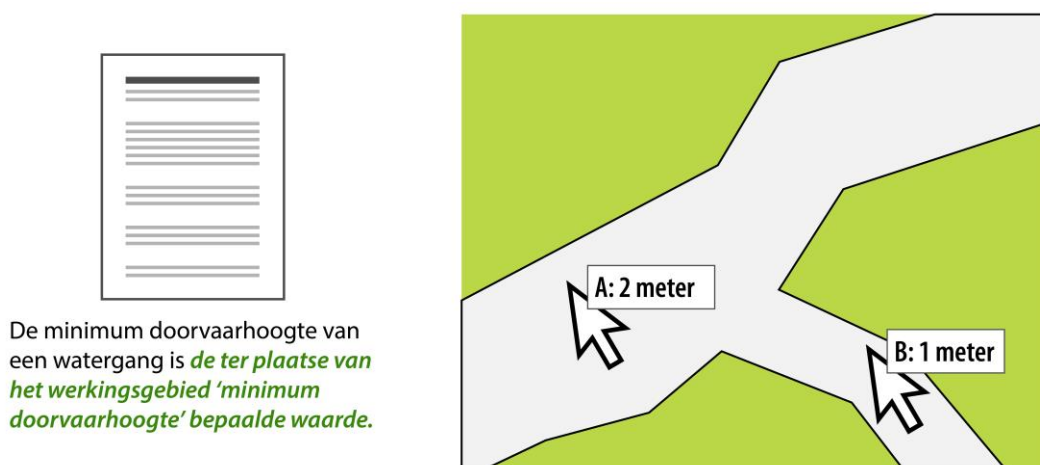 De minimum doorvaarhoogte van
een watergang is de ter plaatse van
het werkingsgebied ‘minimum
doorvaarhoogte’ bepaalde waarde.
A: 2 meter
B: 1 meter